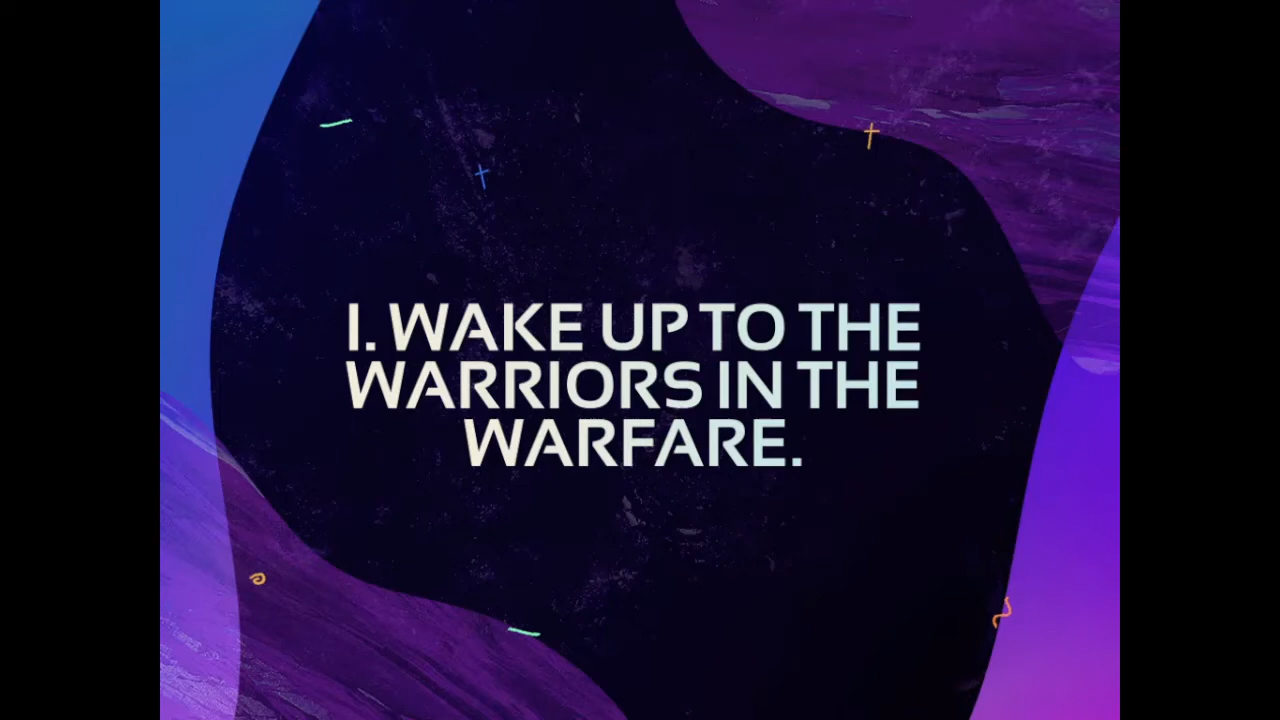 I. WAKE UP TO THE
WARRIORS IN THE
WARFARE.